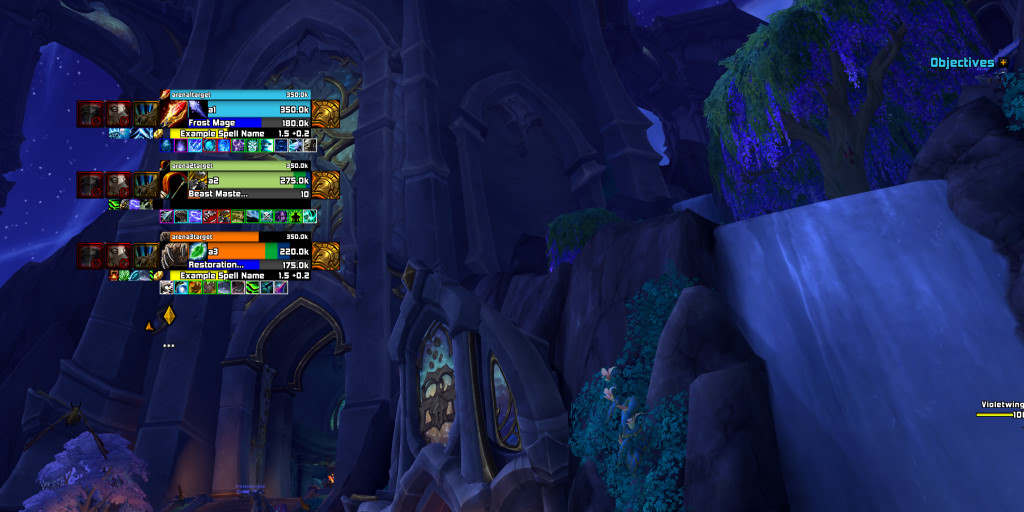 Objectives
arena1target 350.0k
a1 350.0k
Frost Mage 180.0k
Example Spell Name 1.5 +0.2
arena2target 350.0k
a2 275.0k
Beast Maste... 10
arena3target 350.0k
a3 220.0k
Restoration... 175.0k
Example Spell Name 1.5 +0.2
...
Violetwing